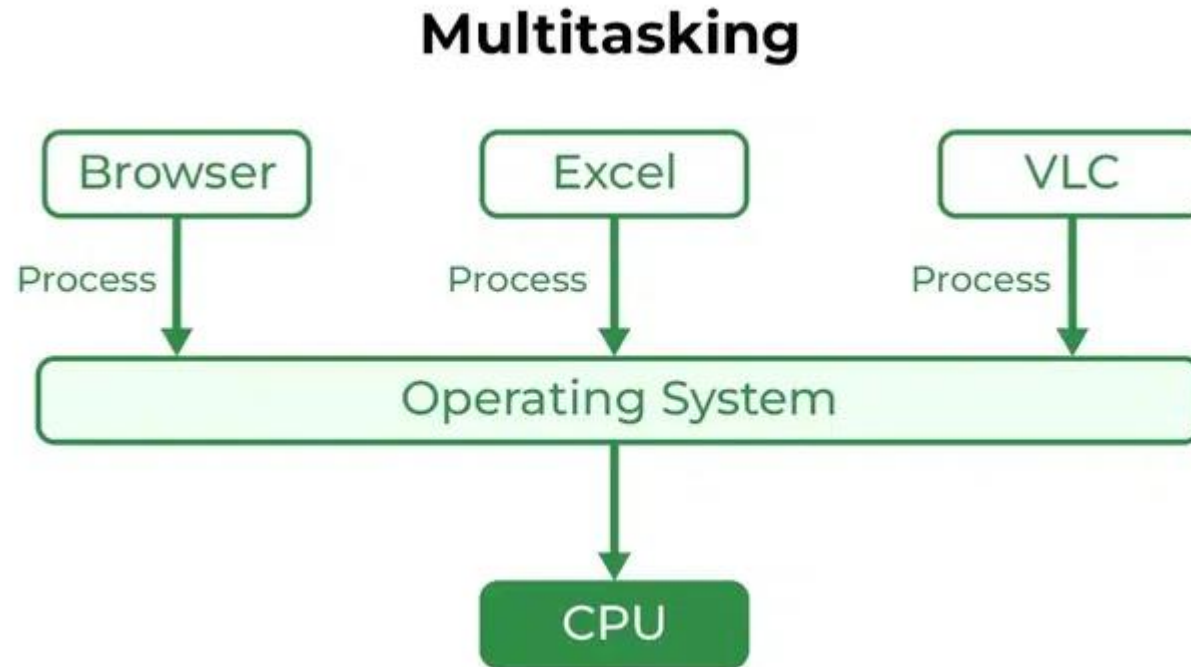 Multitasking
Browser
Excel
VLC
Process
Process
Process
Operating System
CPU